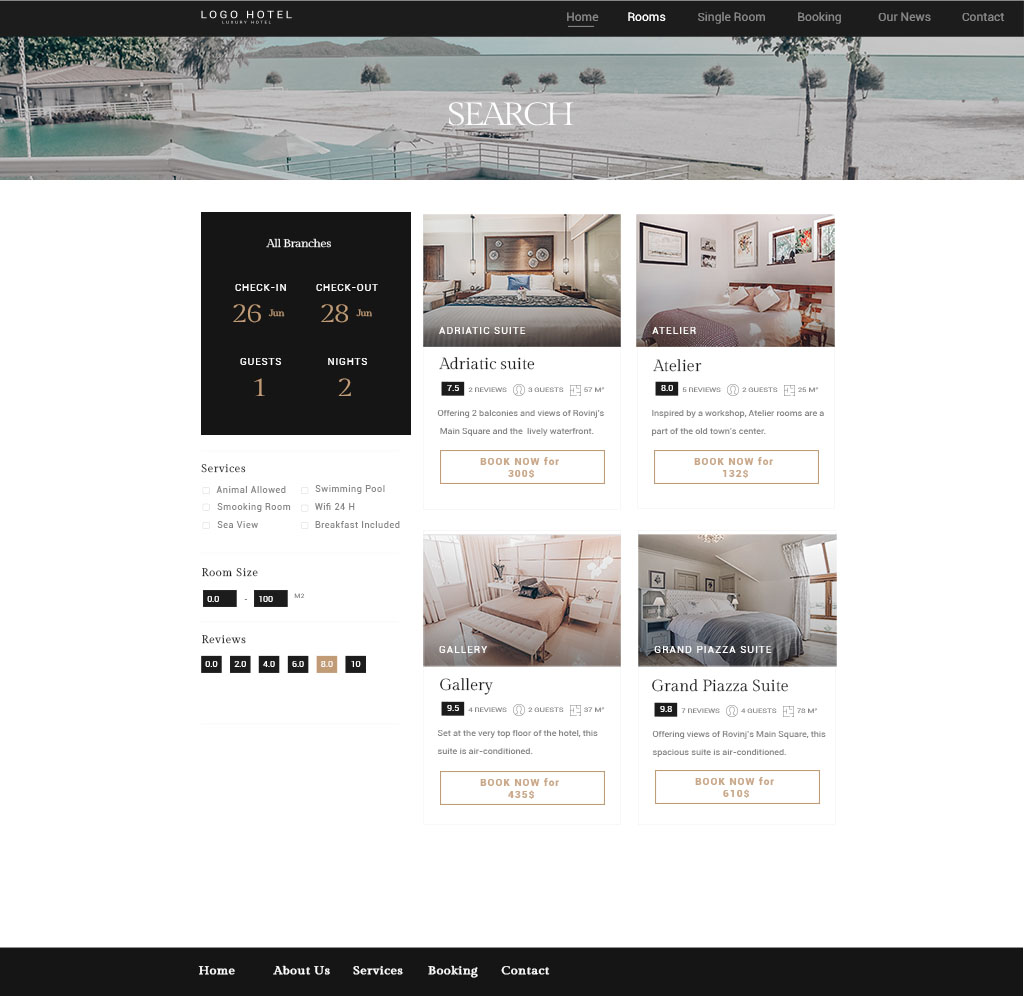 LOGO HOTEL
LUXURY HOTEL
Home Rooms Single Room Booking Our News Contact
SEARCH
All Branches
CHECK-IN CHECK-OUT
26 Jun 28 Jun
GUESTS NIGHTS
1 2
Services
Animal Allowed Swimming Pool
Smooking Room Wifi 24 H
Sea View Breakfast Included
Room Size
0.0 - 100 M2
Reviews
0.0 2.0 4.0 6.0 8.0 10
ADRIATIC SUITE
Adriatic suite
7.5 2 REVIEWS 3 GUESTS 57 M²
Offering 2 balconies and views of Rovinj's
Main Square and the lively waterfront.
BOOK NOW for
300$
ATELIER
Atelier
8.0 5 REVIEWS 2 GUESTS 25 M²
Inspired by a workshop, Atelier rooms are a
part of the old town's center.
BOOK NOW for
132$
GALLERY
Gallery
9.5 4 REVIEWS 2 GUESTS 37 M²
Set at the very top floor of the hotel, this
suite is air-conditioned.
BOOK NOW for
435$
GRAND PIAZZA SUITE
Grand Piazza Suite
9.8 7 REVIEWS 4 GUESTS 78 M²
Offering views of Rovinj's Main Square, this
spacious suite is air-conditioned.
BOOK NOW for
610$
Home About Us Services Booking Contact